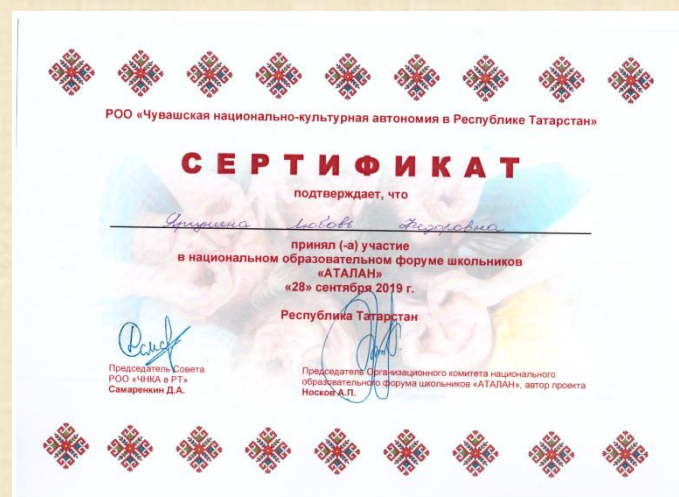 РОО «Чувашская национально-культурная автономия в Республике Татарстан»
СЕРТИФИКАТ
подтверждает, что
Любовь Федоровна
принял (-а) участие
в национальном образовательном форуме школьников
«АТАЛАН»
«28» сентября 2019 г.
Республика Татарстан
Председатель Совета
РОО «ЧНКА в РТ»
Самаренкин Д.А.
Председатель Организационного комитета национального
образовательного форума школьников «АТАЛАН», автор проекта
Носков А.П.